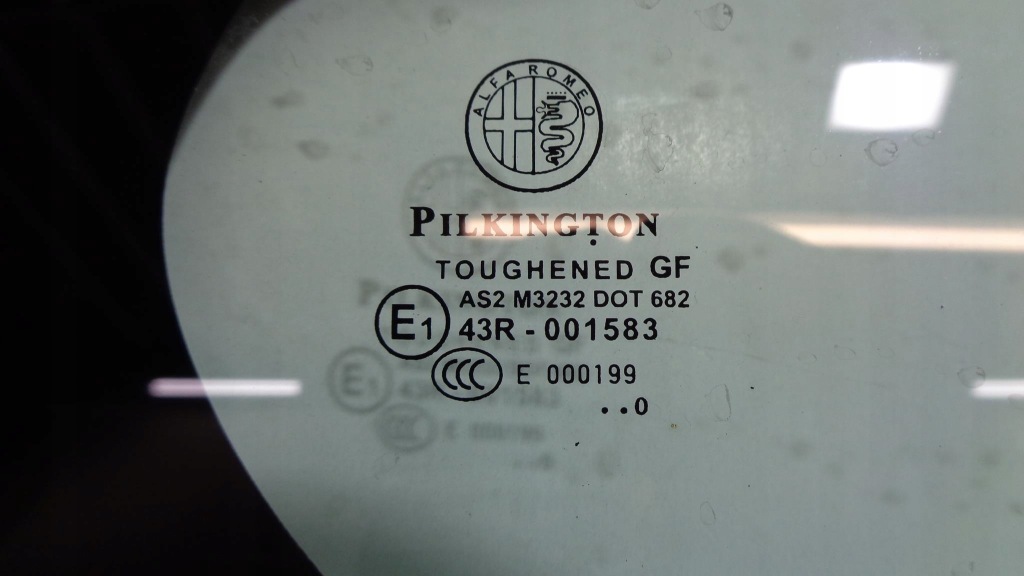 ALFA ROMEO
PILKINGTON
TOUGHENED GF
AS2 M3232 DOT 682
E1 43R - 001583
CCC E 000199
..0